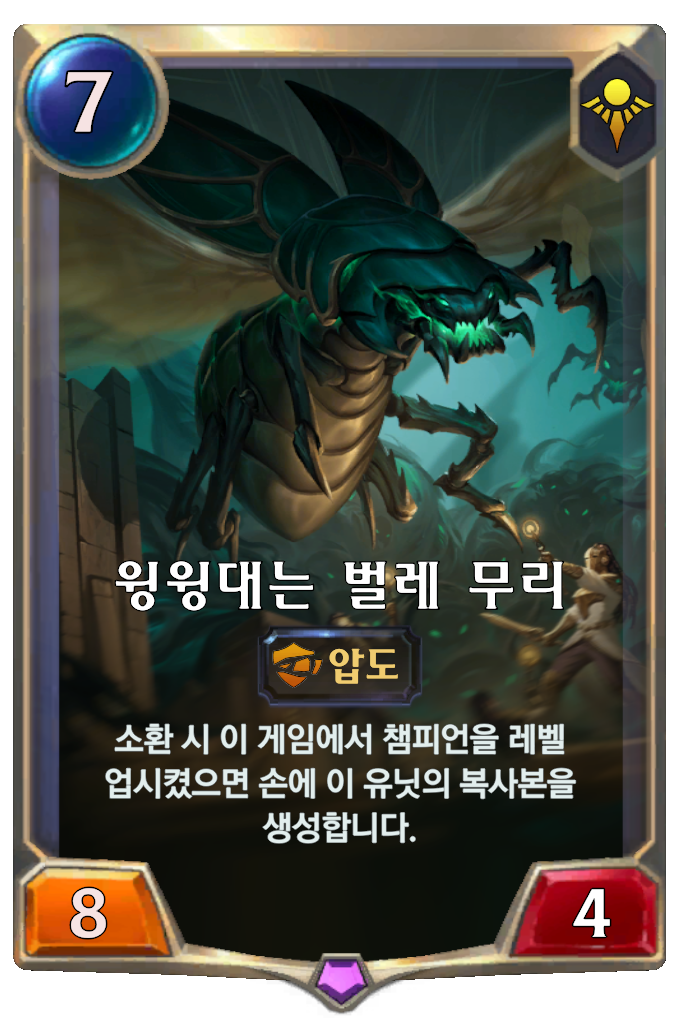 7
윙윙대는 벌레 무리
압도
소환 시 이 게임에서 챔피언을 레벨
업시켰으면 손에 이 유닛의 복사본을
생성합니다.
8
4